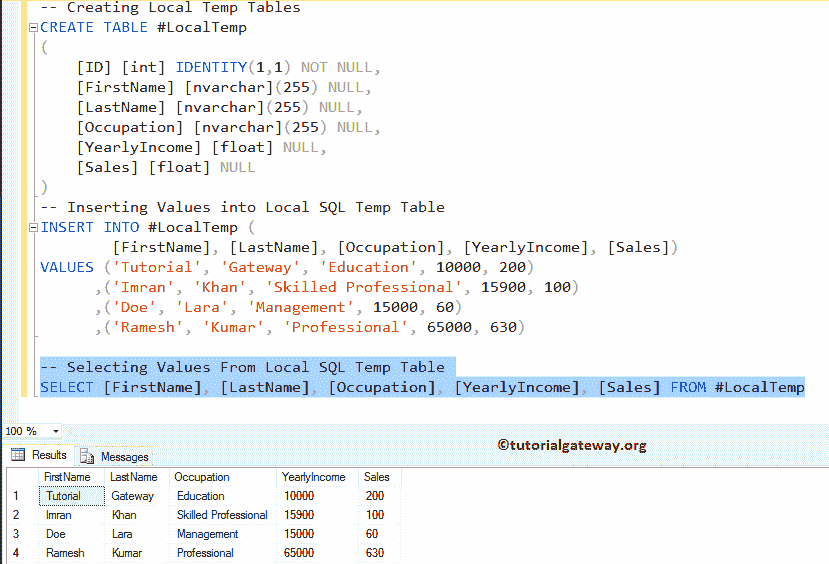 -- Creating Local Temp Tables
CREATE TABLE #LocalTemp
(
[ID] [int] IDENTITY(1,1) NOT NULL,
[FirstName] [nvarchar](255) NULL,
[LastName] [nvarchar](255) NULL,
[Occupation] [nvarchar](255) NULL,
[YearlyIncome] [float] NULL,
[Sales] [float] NULL
)
-- Inserting Values into Local SQL Temp Table
INSERT INTO #LocalTemp (
[FirstName], [LastName], [Occupation], [YearlyIncome], [Sales])
VALUES ('Tutorial', 'Gateway', 'Education', 10000, 200)
,('Imran', 'Khan', 'Skilled Professional', 15900, 100)
,('Doe', 'Lara', 'Management', 15000, 60)
,('Ramesh', 'Kumar', 'Professional', 65000, 630)
-- Selecting Values From Local SQL Temp Table
SELECT [FirstName], [LastName], [Occupation], [YearlyIncome], [Sales] FROM #LocalTemp
100 %
©tutorialgateway.org
Results Messages
FirstName LastName Occupation YearlyIncome Sales
1 Tutorial Gateway Education 10000 200
2 Imran Khan Skilled Professional 15900 100
3 Doe Lara Management 15000 60
4 Ramesh Kumar Professional 65000 630